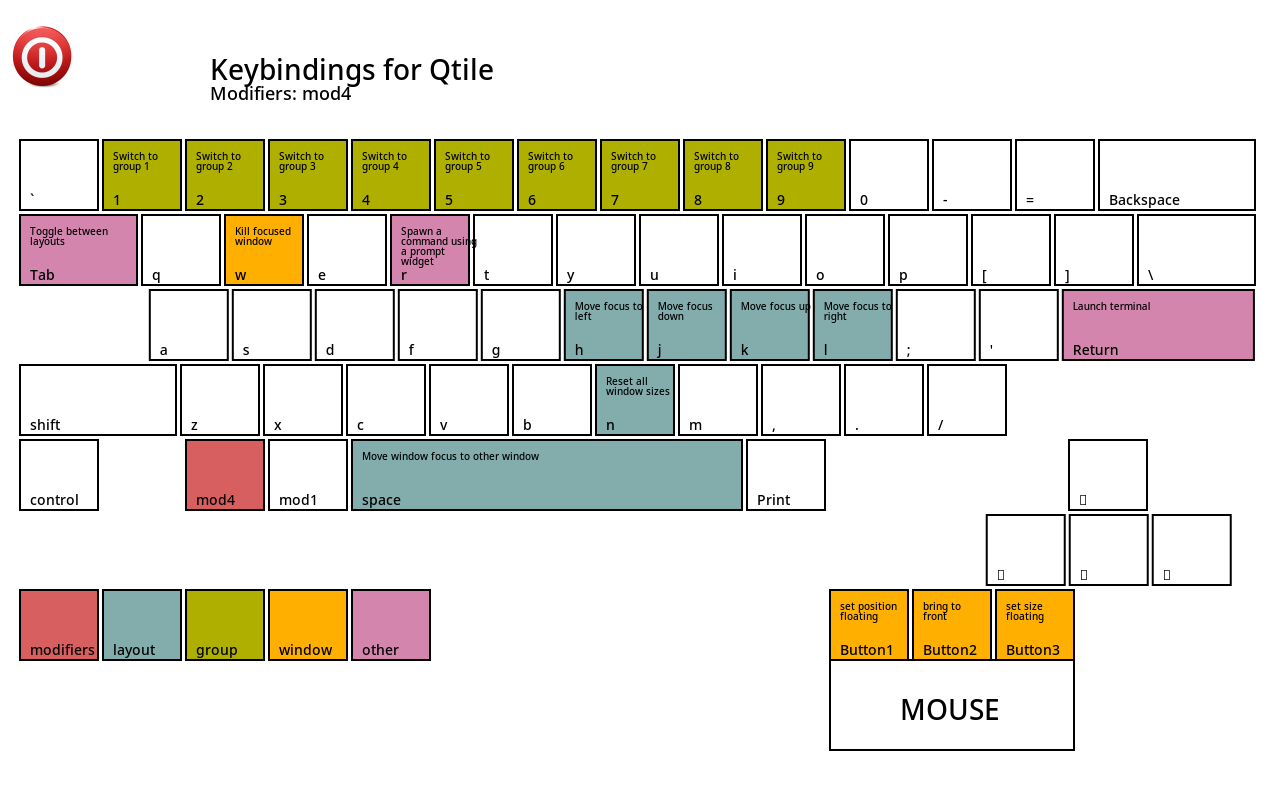 Keybindings for Qtile
Modifiers: mod4
Switch to
group 1
Switch to
group 2
Switch to
group 3
Switch to
group 4
Switch to
group 5
Switch to
group 6
Switch to
group 7
Switch to
group 8
Switch to
group 9
` 1 2 3 4 5 6 7 8 9 0 - = Backspace
Toggle between
layouts
Kill focused
window
Spawn a
command using
a prompt
widget
Tab q w e r t y u i o p [ ] \
Move focus to
left
Move focus
down
Move focus up
Move focus to
right
Launch terminal
a s d f g h j k l ; ' Return
Reset all
window sizes
shift z x c v b n m , . /
Move window focus to other window
control mod4 mod1 space Print
set position
floating
bring to
front
set size
floating
modifiers layout group window other Button1 Button2 Button3
MOUSE